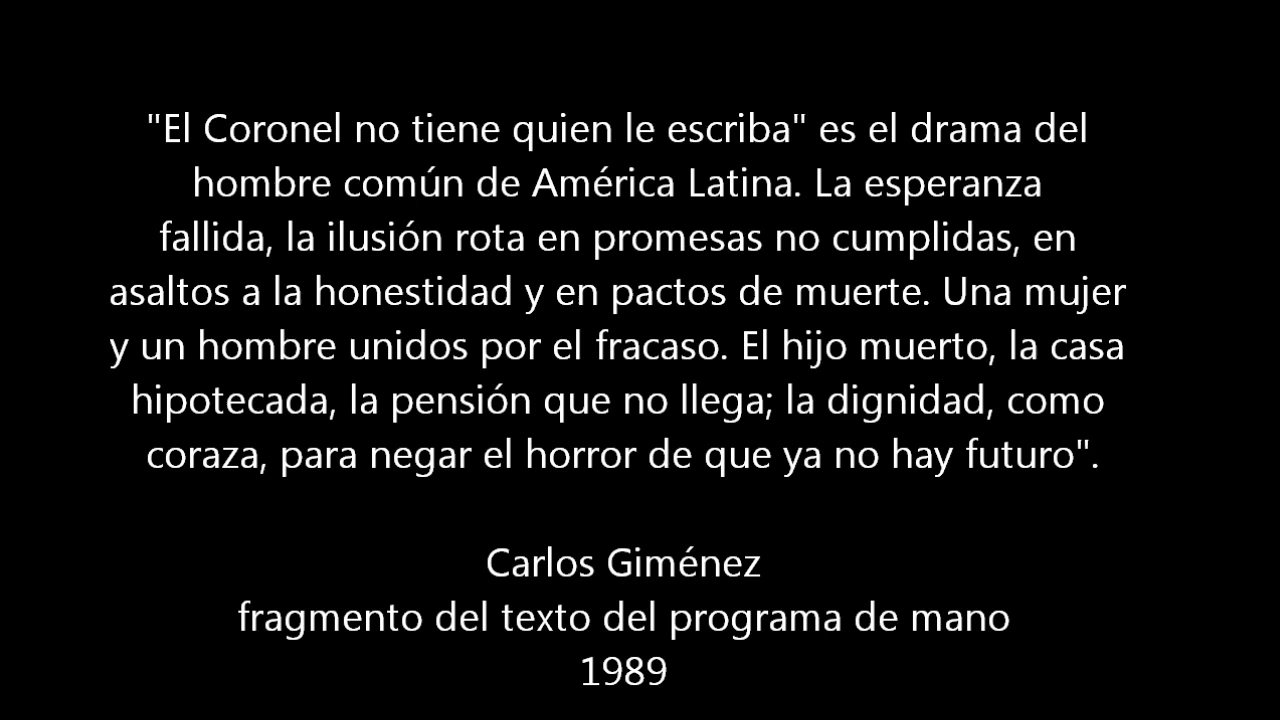 "El Coronel no tiene quien le escriba" es el drama del
hombre común de América Latina. La esperanza
fallida, la ilusión rota en promesas no cumplidas, en
asaltos a la honestidad y en pactos de muerte. Una mujer
y un hombre unidos por el fracaso. El hijo muerto, la casa
hipotecada, la pensión que no llega; la dignidad, como
coraza, para negar el horror de que ya no hay futuro".
Carlos Giménez
fragmento del texto del programa de mano
1989